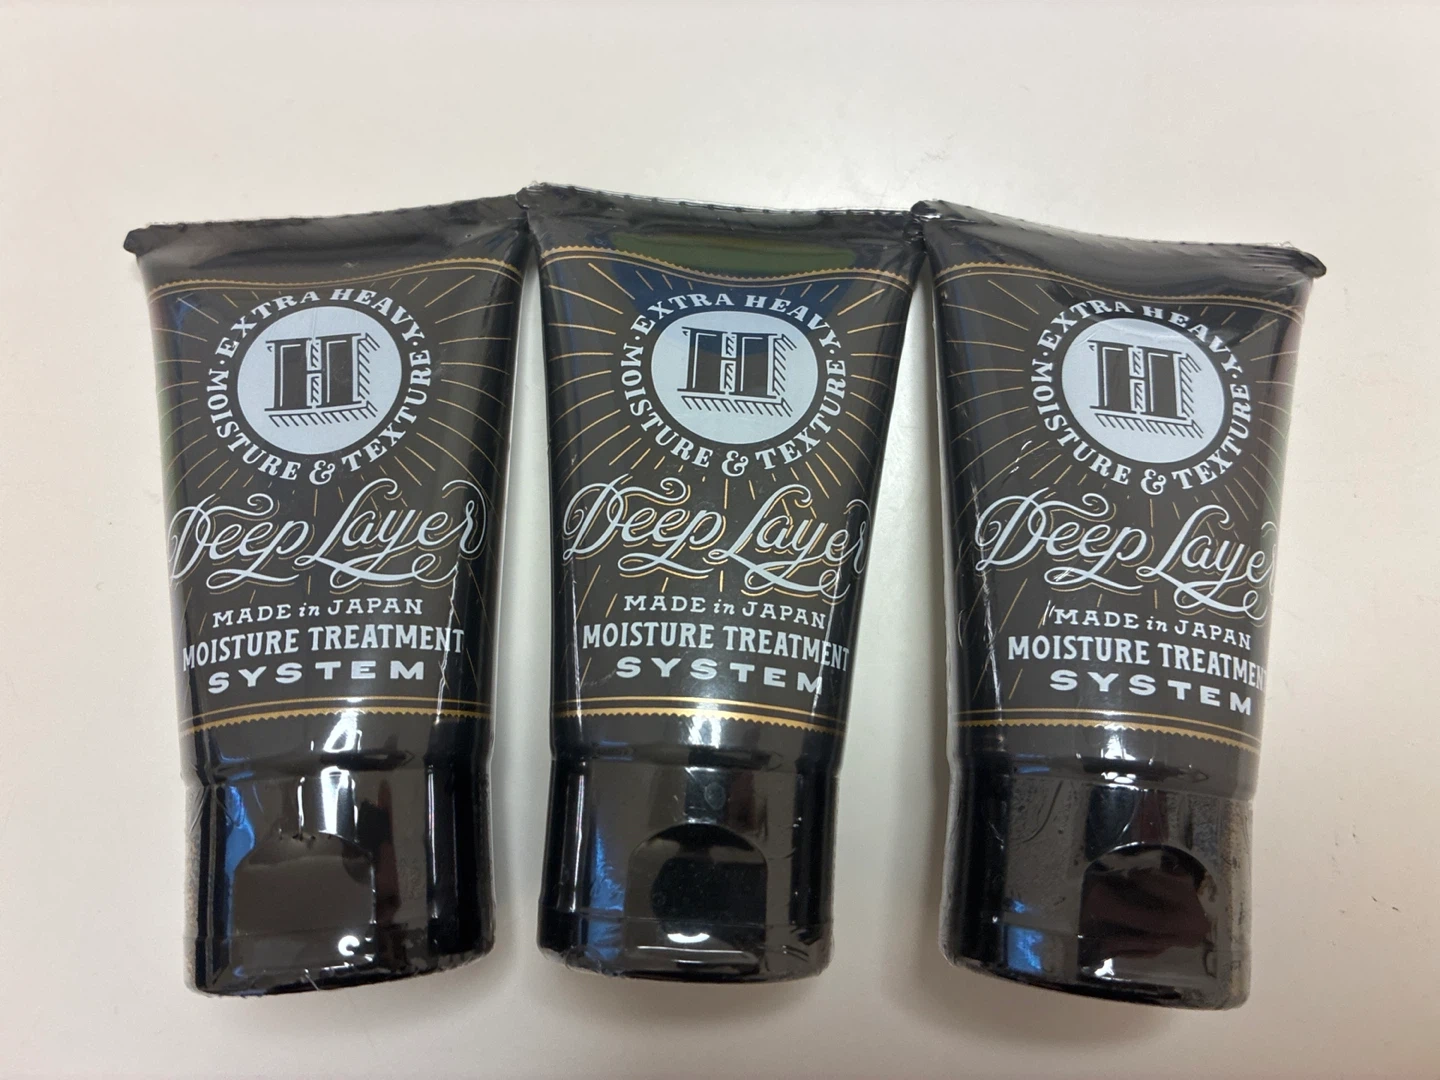 EXTRA HEAVY
H
MOISTURE & TEXTURE
Deep Layer
MADE in JAPAN
MOISTURE TREATMENT
SYSTEM
EXTRA HEAVY
H
MOISTURE & TEXTURE
Deep Layer
MADE in JAPAN
MOISTURE TREATMENT
SYSTEM
EXTRA HEAVY
H
MOISTURE & TEXTURE
Deep Layer
MADE in JAPAN
MOISTURE TREATMENT
SYSTEM